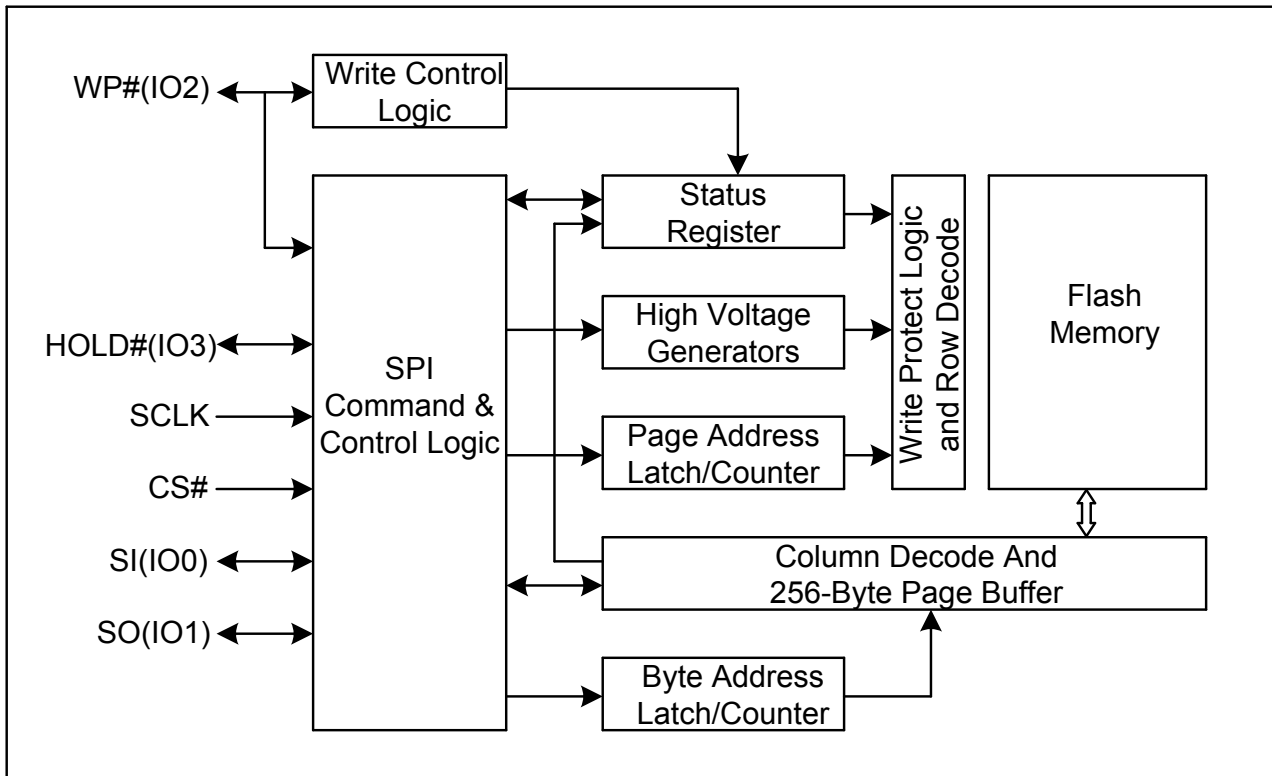 WP#(IO2)
Write Control
Logic
Status
Register
High Voltage
Generators
Page Address
Latch/Counter
Write Protect Logic
and Row Decode
Flash
Memory
HOLD#(IO3)
SCLK
CS#
SI(IO0)
SO(IO1)
SPI
Command &
Control Logic
Column Decode And
256-Byte Page Buffer
Byte Address
Latch/Counter